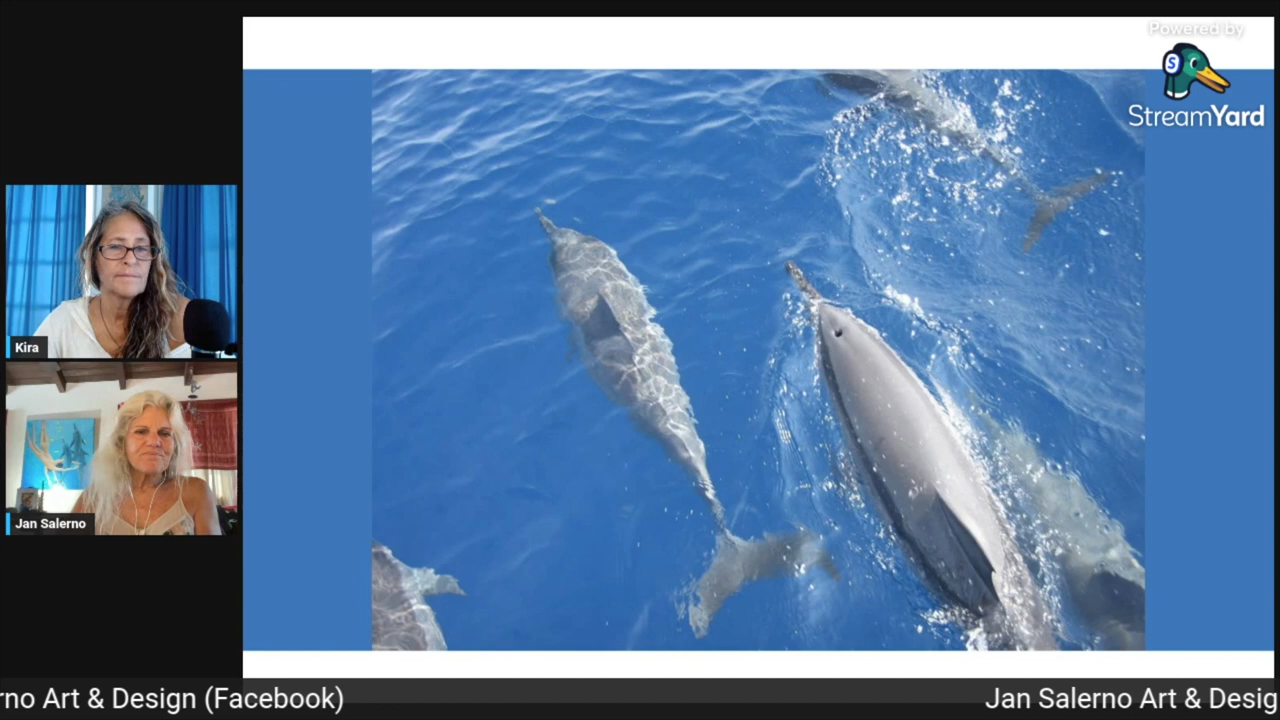 Powered by
S
StreamYard
Kira
Jan Salerno
rno Art & Design (Facebook)
Jan Salerno Art & Desig